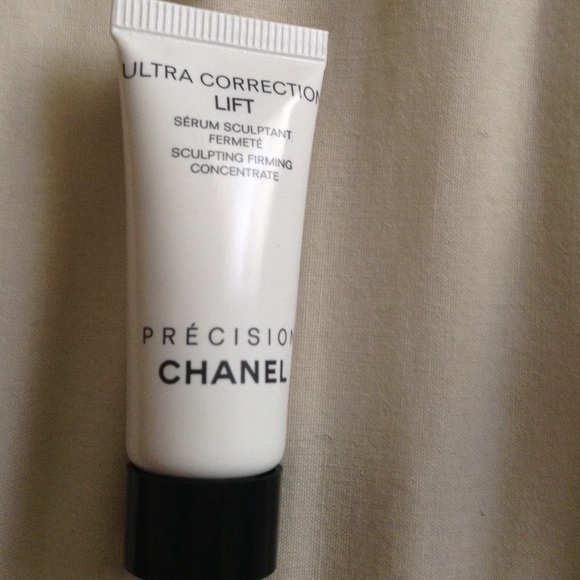 ULTRA CORRECTION
LIFT
SÉRUM SCULPTANT
FERMETÉ
SCULPTING FIRMING
CONCENTRATE
PRÉCISION
CHANEL